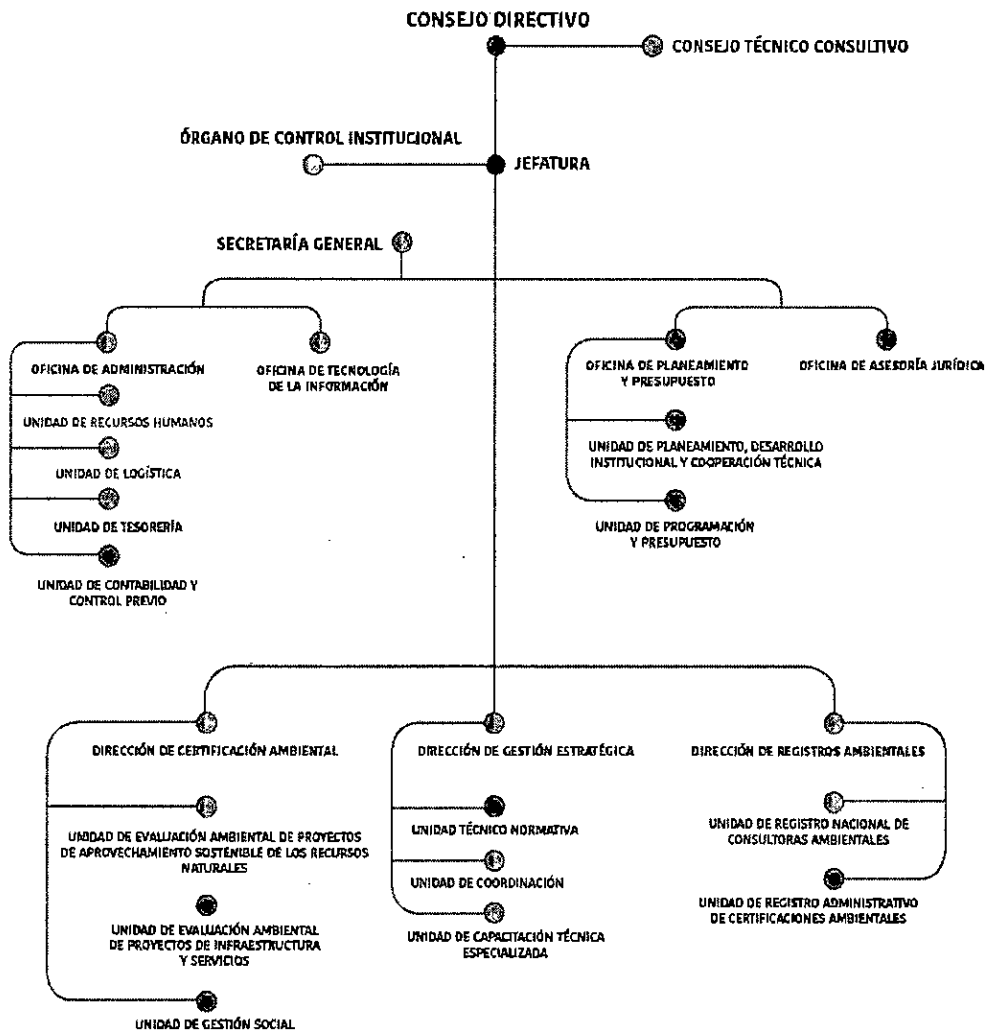 CONSEJO DIRECTIVO
CONSEJO TÉCNICO CONSULTIVO
ÓRGANO DE CONTROL INSTITUCIONAL
JEFATURA
SECRETARÍA GENERAL
OFICINA DE ADMINISTRACIÓN
UNIDAD DE RECURSOS HUMANOS
UNIDAD DE LOGÍSTICA
UNIDAD DE TESORERÍA
UNIDAD DE CONTABILIDAD Y
CONTROL PREVIO
OFICINA DE TECNOLOGÍA
DE LA INFORMACIÓN
OFICINA DE PLANEAMIENTO
Y PRESUPUESTO
UNIDAD DE PLANEAMIENTO, DESARROLLO
INSTITUCIONAL Y COOPERACIÓN TÉCNICA
UNIDAD DE PROGRAMACIÓN
Y PRESUPUESTO
OFICINA DE ASESORÍA JURÍDICA
DIRECCIÓN DE CERTIFICACIÓN AMBIENTAL
UNIDAD DE EVALUACIÓN AMBIENTAL DE PROYECTOS
DE APROVECHAMIENTO SOSTENIBLE DE LOS RECURSOS
NATURALES
UNIDAD DE EVALUACIÓN AMBIENTAL
DE PROYECTOS DE INFRAESTRUCTURA
Y SERVICIOS
UNIDAD DE GESTIÓN SOCIAL
DIRECCIÓN DE GESTIÓN ESTRATÉGICA
UNIDAD TÉCNICO NORMATIVA
UNIDAD DE COORDINACIÓN
UNIDAD DE CAPACITACIÓN TÉCNICA
ESPECIALIZADA
DIRECCIÓN DE REGISTROS AMBIENTALES
UNIDAD DE REGISTRO NACIONAL DE
CONSULTORAS AMBIENTALES
UNIDAD DE REGISTRO ADMINISTRATIVO
DE CERTIFICACIONES AMBIENTALES